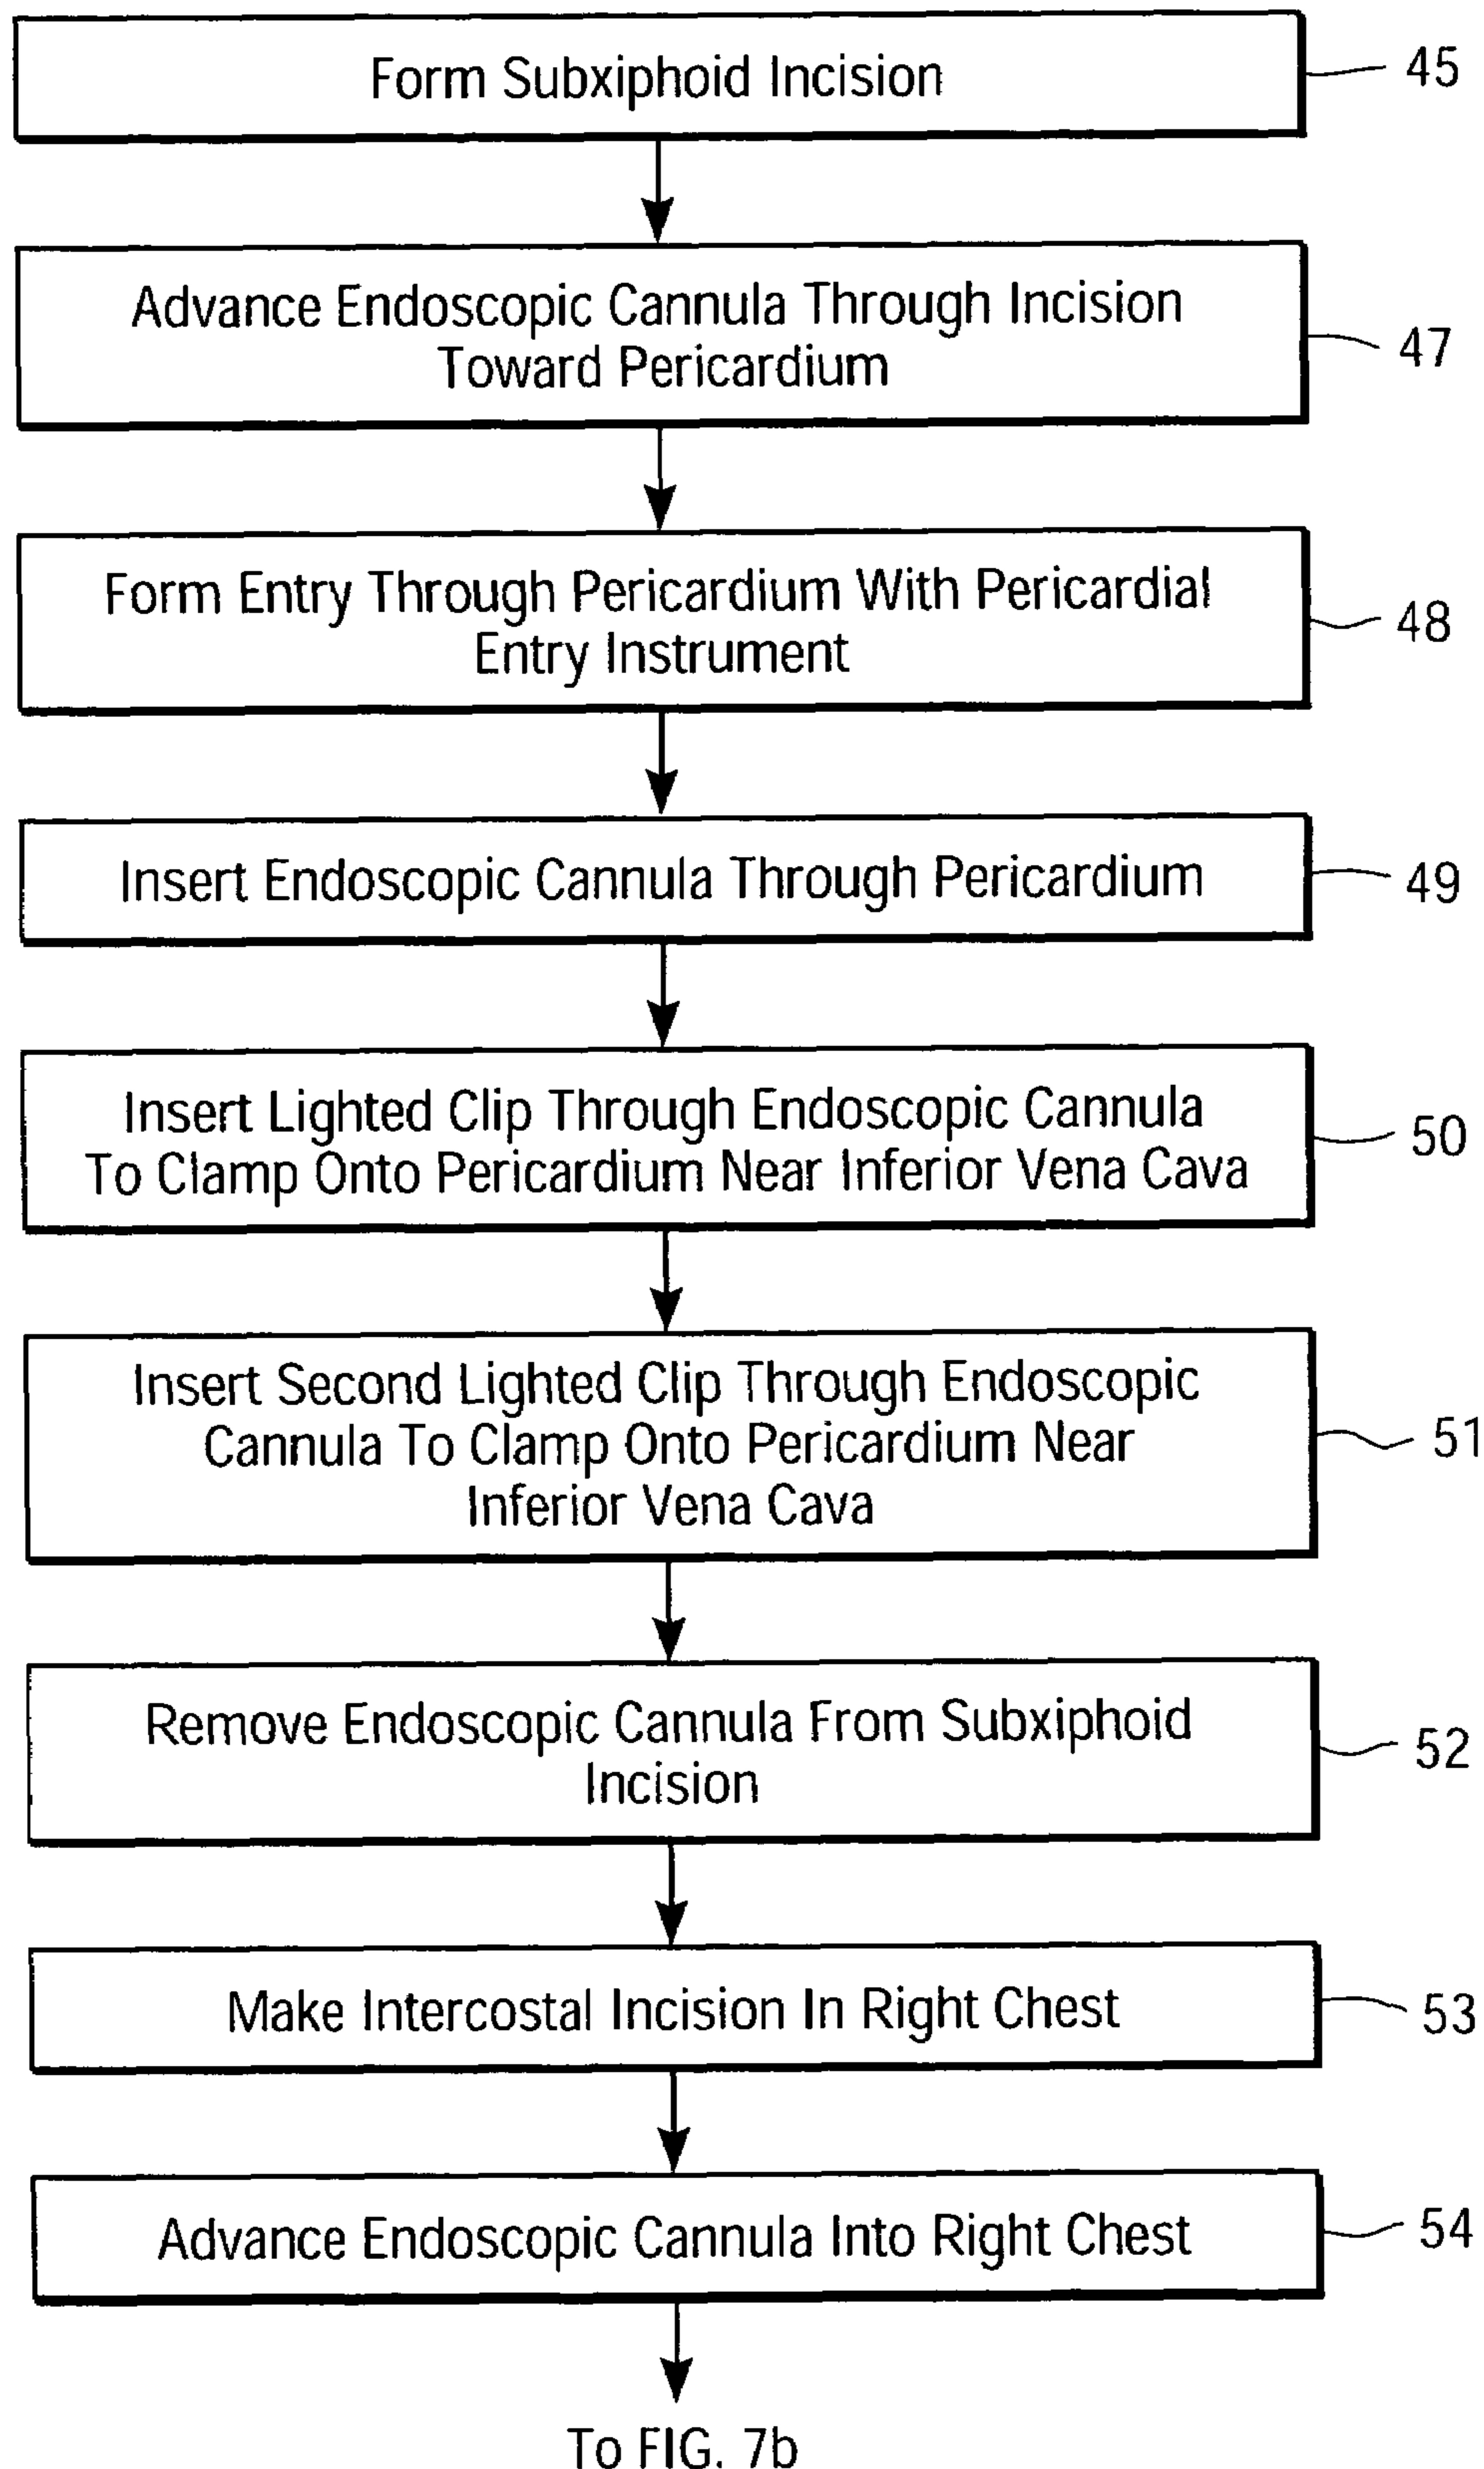 Form Subxiphoid Incision
45
Advance Endoscopic Cannula Through Incision
Toward Pericardium
47
Form Entry Through Pericardium With Pericardial
Entry Instrument
48
Insert Endoscopic Cannula Through Pericardium
49
Insert Lighted Clip Through Endoscopic Cannula
To Clamp Onto Pericardium Near Inferior Vena Cava
50
Insert Second Lighted Clip Through Endoscopic
Cannula To Clamp Onto Pericardium Near
Inferior Vena Cava
51
Remove Endoscopic Cannula From Subxiphoid
Incision
52
Make Intercostal Incision In Right Chest
53
Advance Endoscopic Cannula Into Right Chest
54
To FIG. 7b